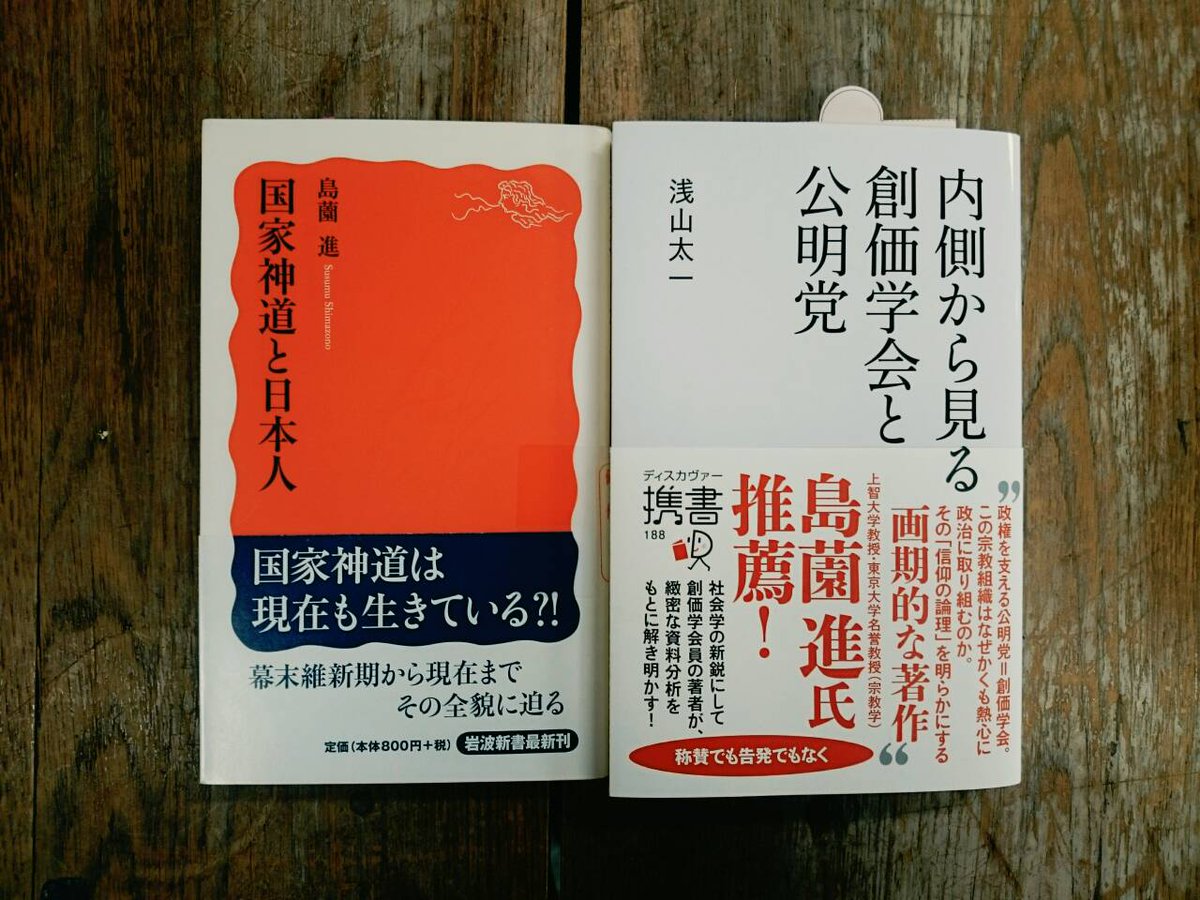 国家神道と日本人
島薗 進
Susumu Shimazono
国家神道は
現在も生きている?!
幕末維新期から現在まで
その全貌に迫る
定価(本体800円+税)
岩波新書最新刊
内側から見る
創価学会と
公明党
浅山太一
”政権を支える公明党=創価学会。
この宗教組織はなぜかくも熱心に
政治に取り組むのか。
その「信仰の論理」を明らかにする
画期的な著作“
上智大学教授・東京大学名誉教授(宗教学)
島薗 進氏
推薦!
ディスカヴァー
携書
188
社会学の新鋭にして
創価学会員の著者が、
緻密な資料分析を
もとに解き明かす!
称賛でも告発でもなく